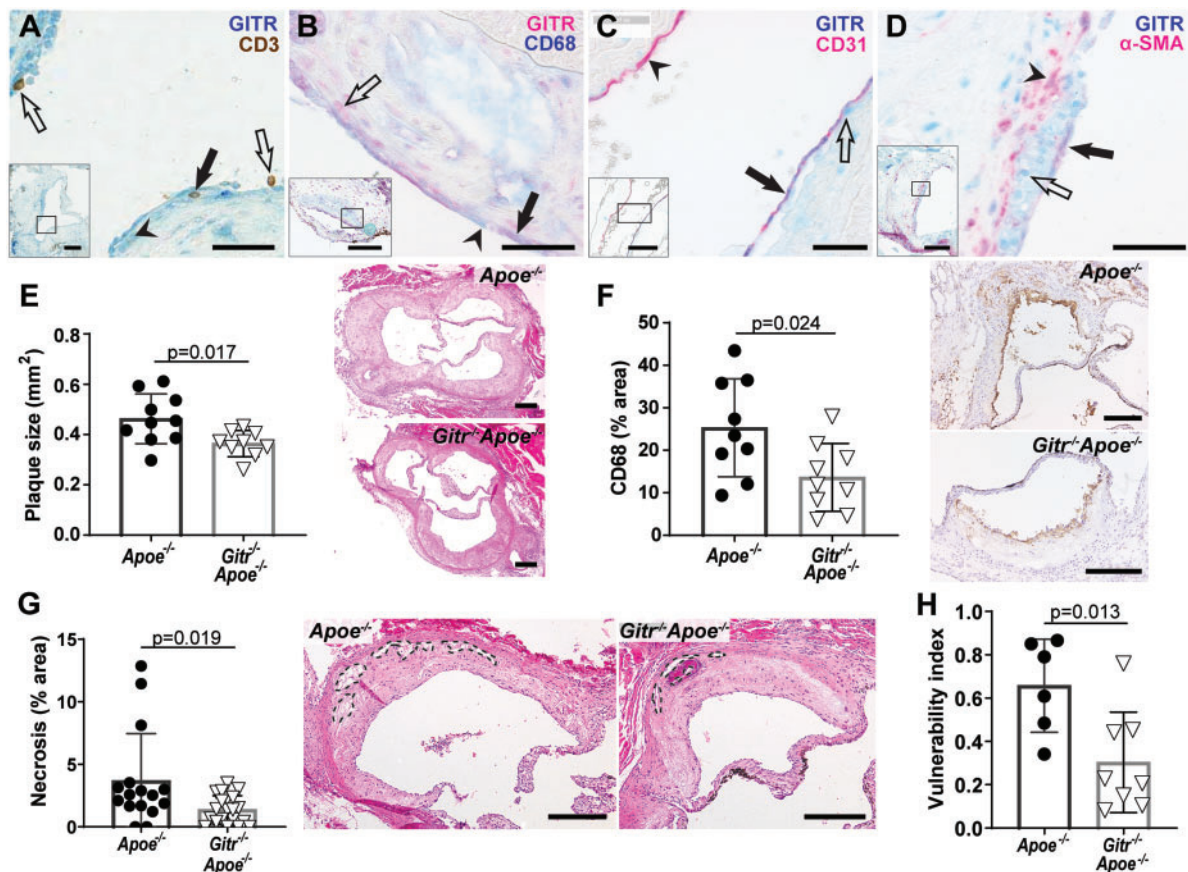 A
GITR
CD3
B
GITR
CD68
C
GITR
CD31
D
GITR
α-SMA
E
Plaque size (mm²)
0.8
0.6
0.4
0.2
0.0
p=0.017
Apoe-/-
Gitr-/-
Apoe-/-
Apoe-/-
Gitr-/-Apoe-/-
F
CD68 (% area)
50
40
30
20
10
0
p=0.024
Apoe-/-
Gitr-/-
Apoe-/-
Apoe-/-
Gitr-/-Apoe-/-
G
Necrosis (% area)
15
10
5
0
p=0.019
Apoe-/-
Gitr-/-
Apoe-/-
Apoe-/-
Gitr-/-Apoe-/-
H
Vulnerability index
1.0
0.8
0.6
0.4
0.2
0.0
p=0.013
Apoe-/-
Gitr-/-
Apoe-/-